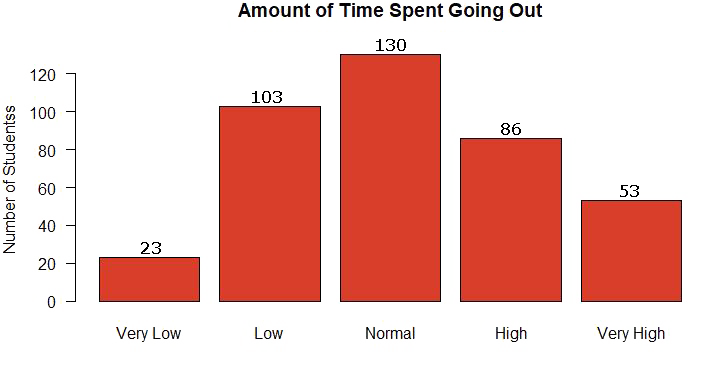 Amount of Time Spent Going Out
Number of Studentss
120
100
80
60
40
20
0
23
103
130
86
53
Very Low
Low
Normal
High
Very High